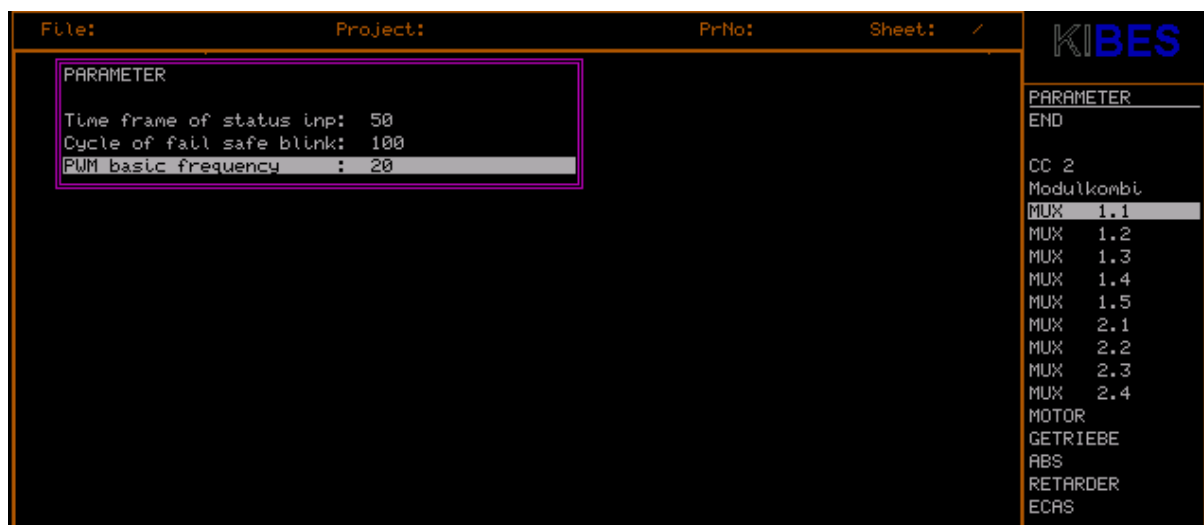 File: Project: PrNo: Sheet: /
KIBES
PARAMETER
Time frame of status inp: 50
Cycle of fail safe blink: 100
PWM basic frequency : 20
PARAMETER
END
CC 2
Modulkombi
MUX 1.1
MUX 1.2
MUX 1.3
MUX 1.4
MUX 1.5
MUX 2.1
MUX 2.2
MUX 2.3
MUX 2.4
MOTOR
GETRIEBE
ABS
RETARDER
ECAS